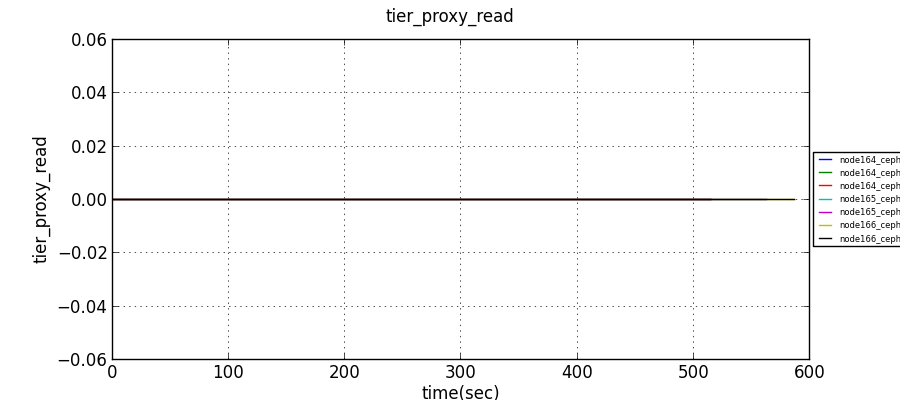 tier_proxy_read
0.06
0.04
0.02
0.00
−0.02
−0.04
−0.06
tier_proxy_read
0 100 200 300 400 500 600
time(sec)
node164_ceph
node164_ceph
node164_ceph
node165_ceph
node165_ceph
node166_ceph
node166_ceph